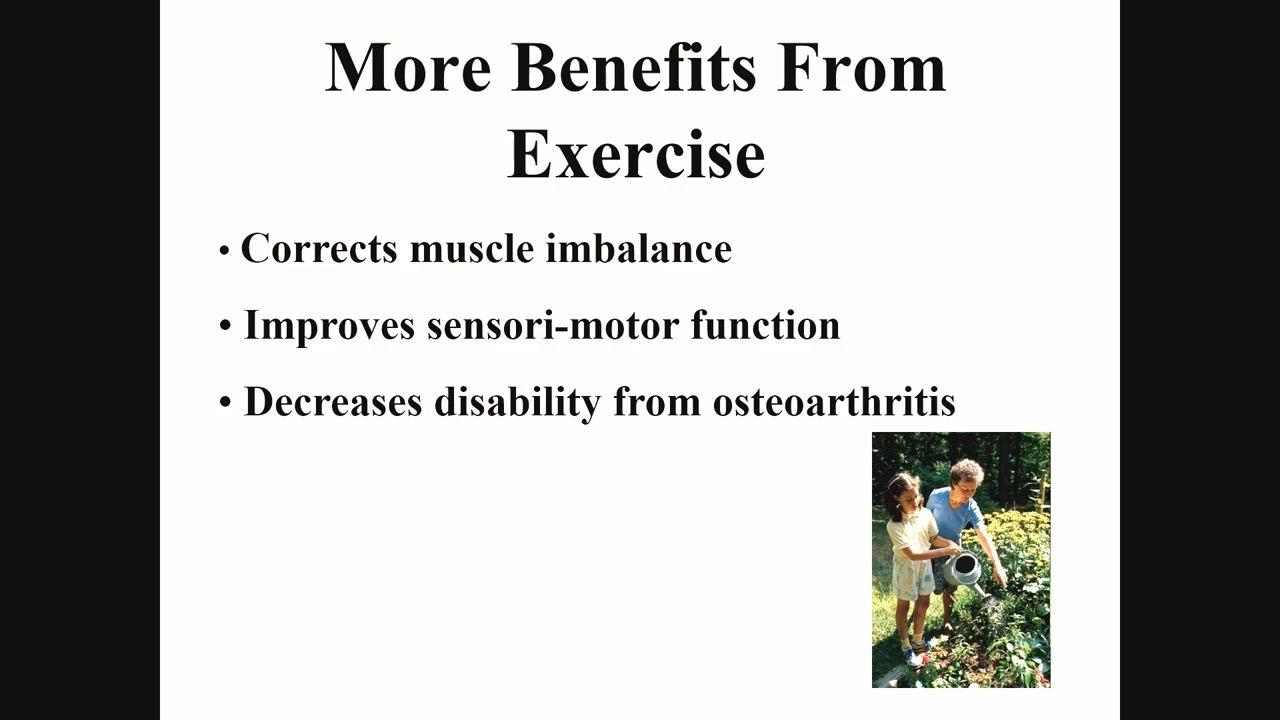 More Benefits From
Exercise
• Corrects muscle imbalance
• Improves sensori-motor function
• Decreases disability from osteoarthritis